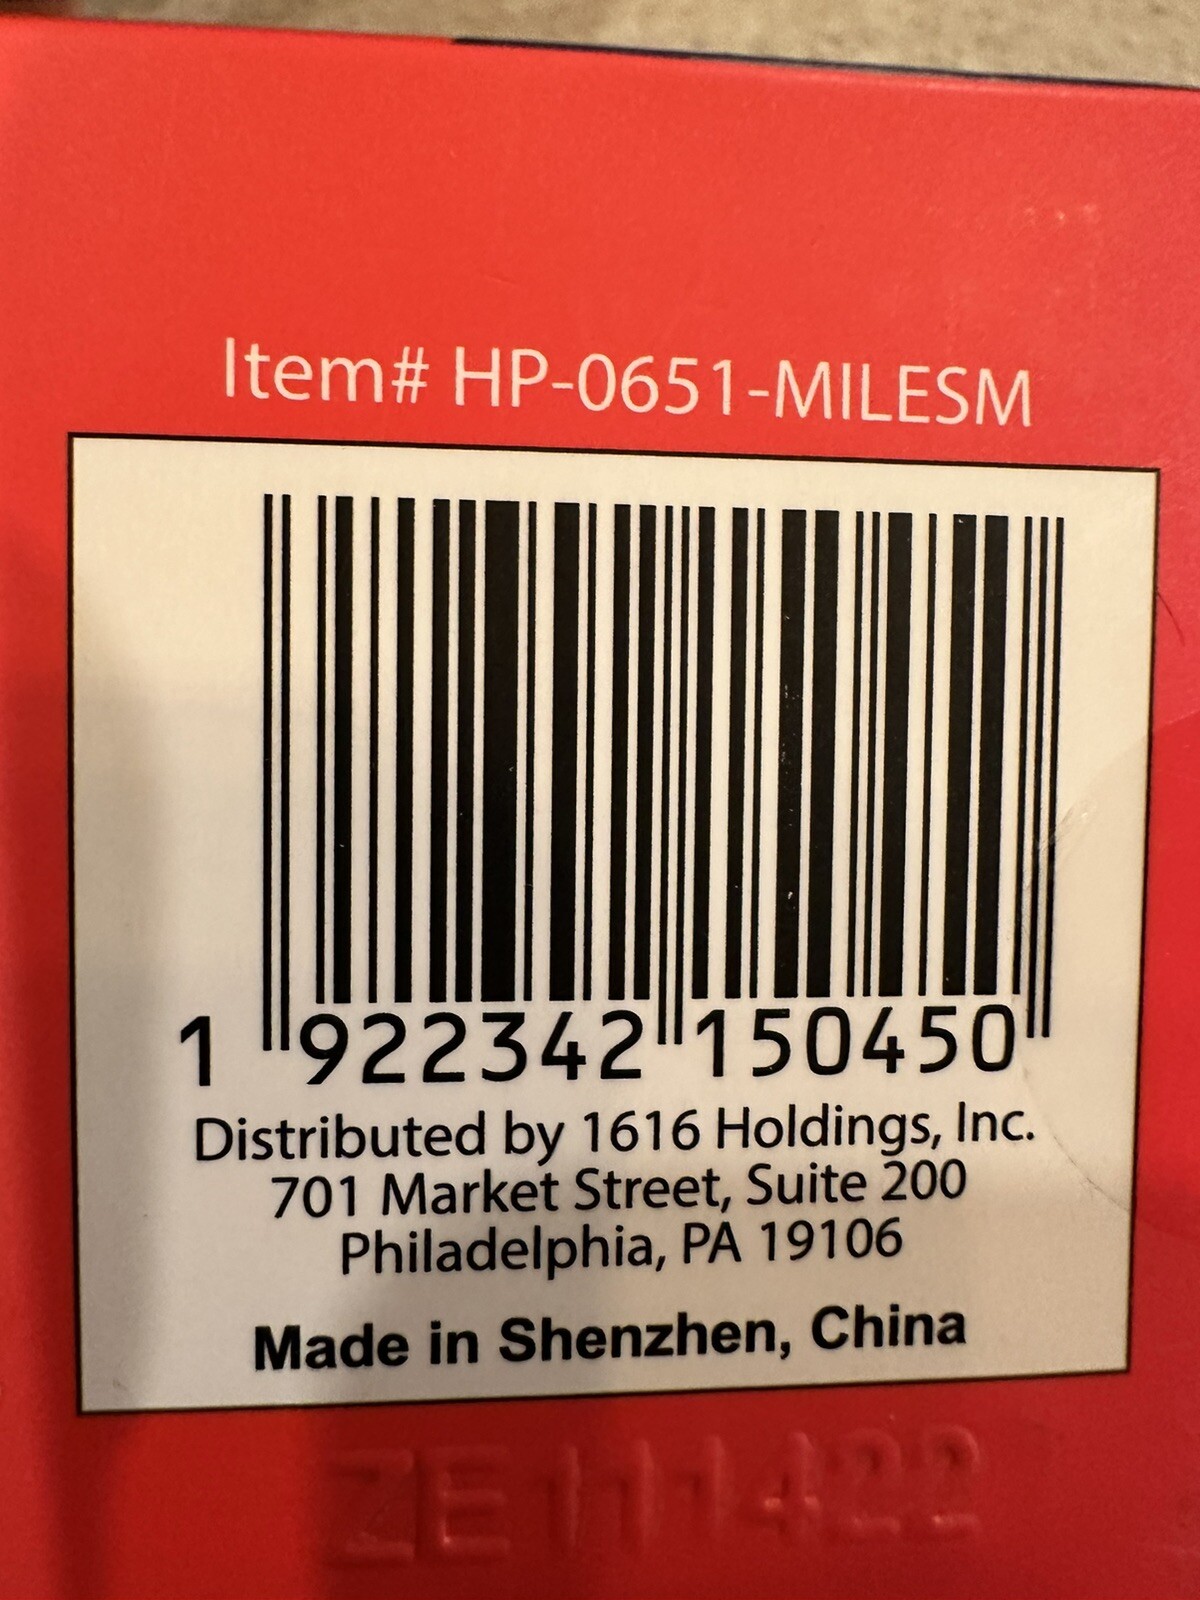 Item# HP-0651-MILESM
1 922342 150450
Distributed by 1616 Holdings, Inc.
701 Market Street, Suite 200
Philadelphia, PA 19106
Made in Shenzhen, China
ZE111422